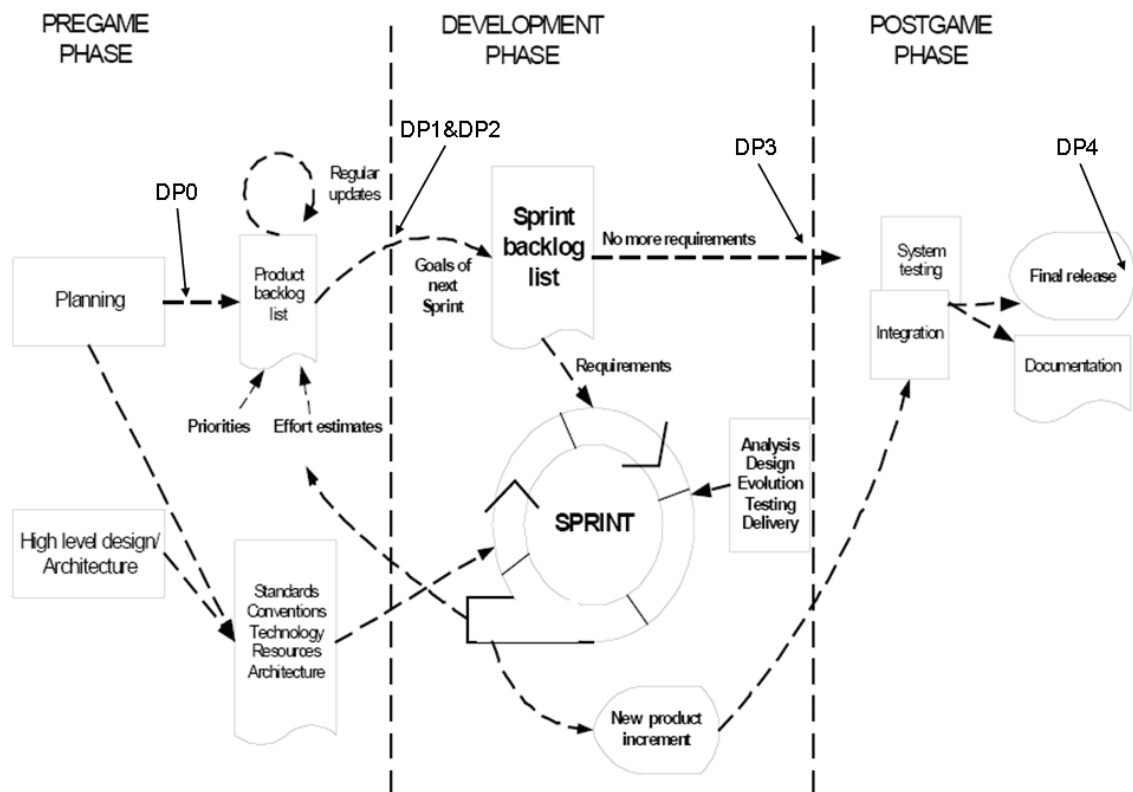 PREGAME
PHASE
DEVELOPMENT
PHASE
POSTGAME
PHASE
DP1&DP2
DP3
DP4
DP0
Regular
updates
Planning
Product
backlog
list
Goals of
next
Sprint
Sprint
backlog
list
No more requirements
System
testing
Integration
Final release
Documentation
Priorities
Effort estimates
Requirements
Analysis
Design
Evolution
Testing
Delivery
SPRINT
High level design/
Architecture
Standards
Conventions
Technology
Resources
Architecture
New product
increment